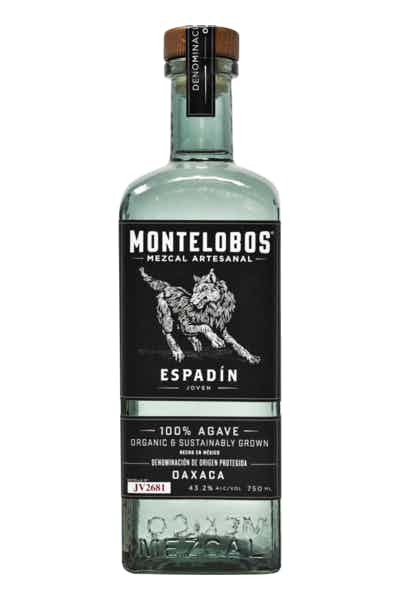 DENOMINACI
MONTELOBOS®
MEZCAL ARTESANAL
ESPADÍN
JOVEN
100% AGAVE
ORGANIC & SUSTAINABLY GROWN
HECHO EN MÉXICO
DENOMINACIÓN DE ORIGEN PROTEGIDA
OAXACA
JV2681
43.2% ALC/VOL 750 ML
MEZCAL